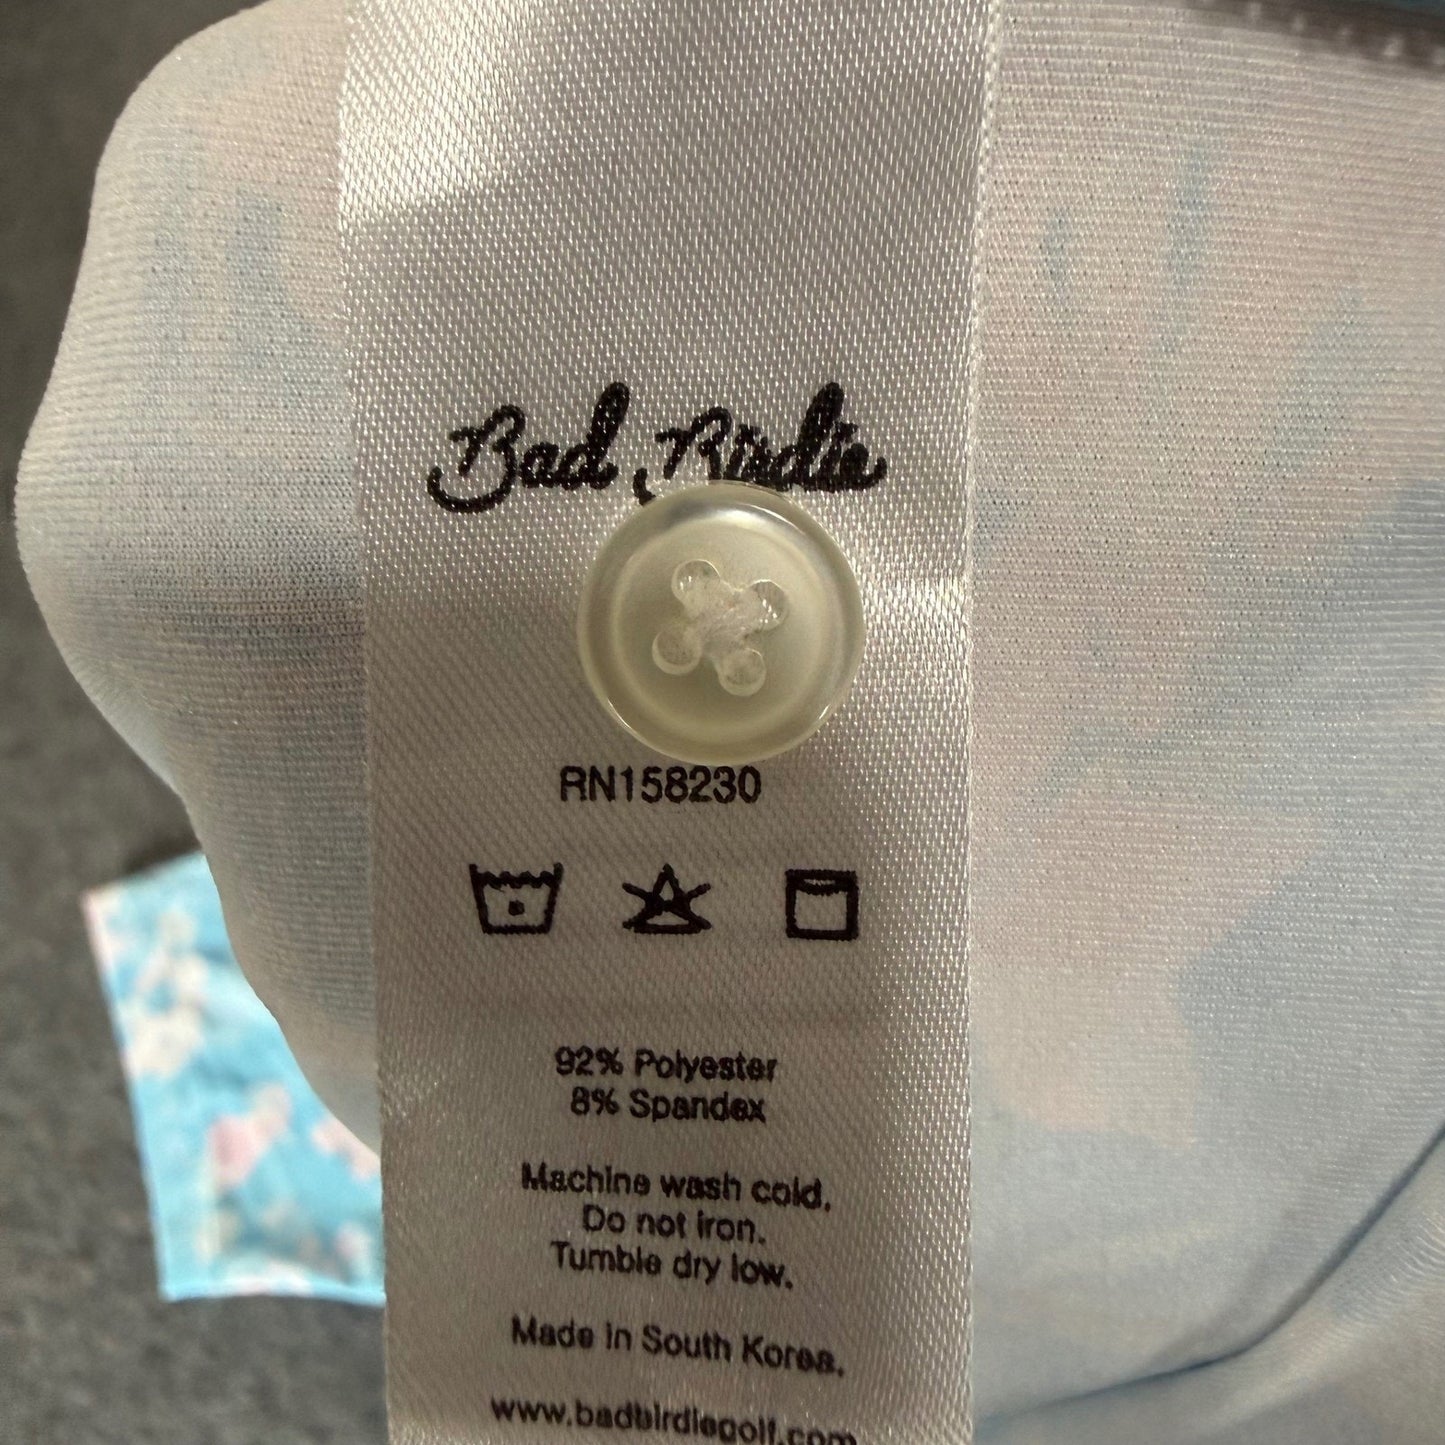 Bad Birdie
RN158230
92% Polyester
8% Spandex
Machine wash cold.
Do not iron.
Tumble dry low.
Made in South Korea.
www.badbirdiegolf.com